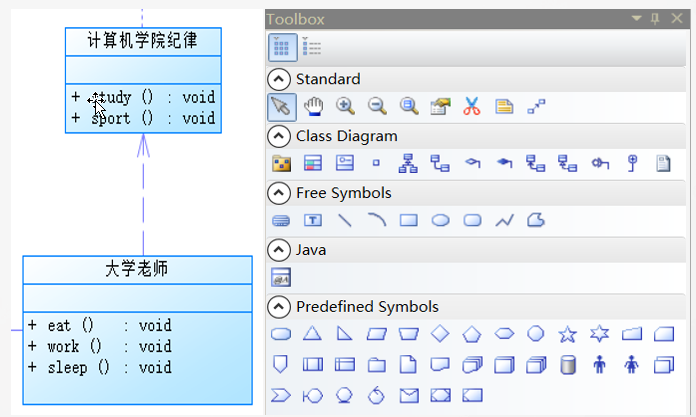 计算机学院纪律
+ study () : void
+ sport () : void
大学老师
+ eat () : void
+ work () : void
+ sleep () : void
Toolbox
Standard
Class Diagram
Free Symbols
Java
Predefined Symbols